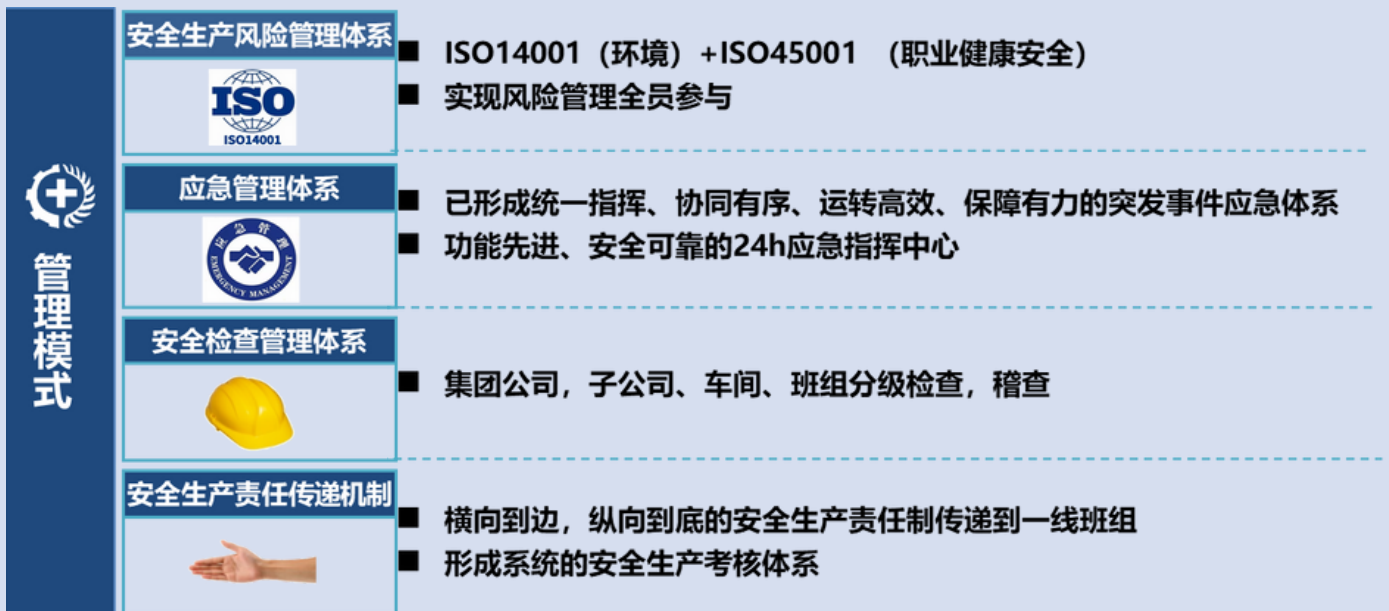 管理模式
安全生产风险管理体系
ISO
ISO14001
ISO14001（环境）+ISO45001 （职业健康安全）
实现风险管理全员参与
应急管理体系
应急管理
EMERGENCY MANAGEMENT
已形成统一指挥、协同有序、运转高效、保障有力的突发事件应急体系
功能先进、安全可靠的24h应急指挥中心
安全检查管理体系
集团公司，子公司、车间、班组分级检查，稽查
安全生产责任传递机制
横向到边，纵向到底的安全生产责任制传递到一线班组
形成系统的安全生产考核体系